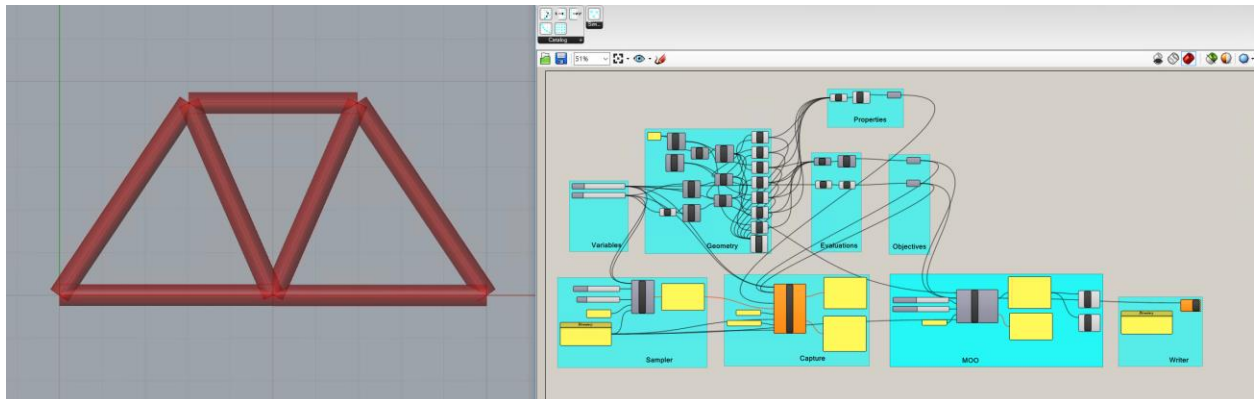 Catalog
51%
Properties
Variables
Geometry
Evaluations
Objectives
Sampler
Capture
MOO
Writer